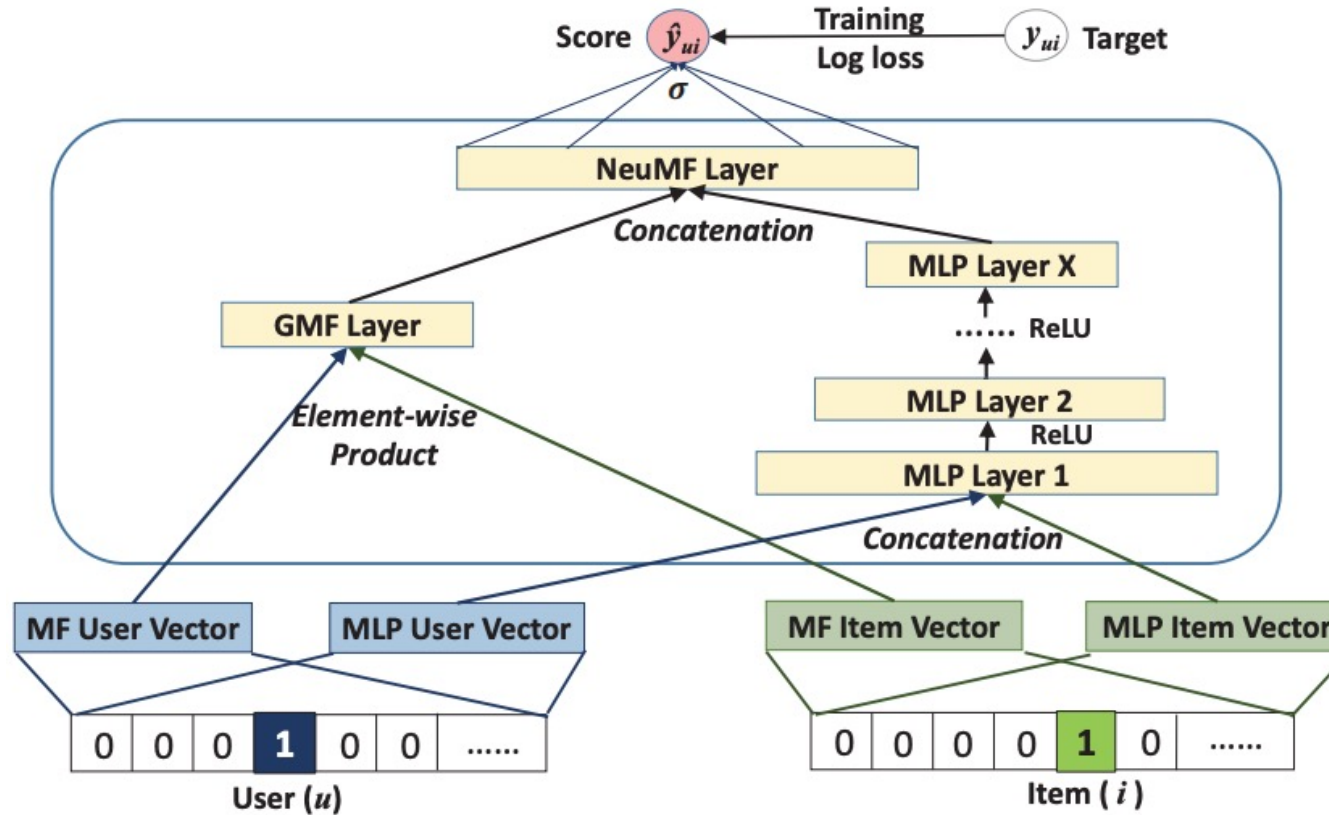 Score
ŷui
Training
Log loss
yui
Target
σ
NeuMF Layer
Concatenation
MLP Layer X
GMF Layer
...... ReLU
MLP Layer 2
Element-wise
Product
ReLU
MLP Layer 1
Concatenation
MF User Vector
MLP User Vector
MF Item Vector
MLP Item Vector
0 0 0 1 0 0 ......
0 0 0 0 1 0 ......
User (u)
Item ( i )